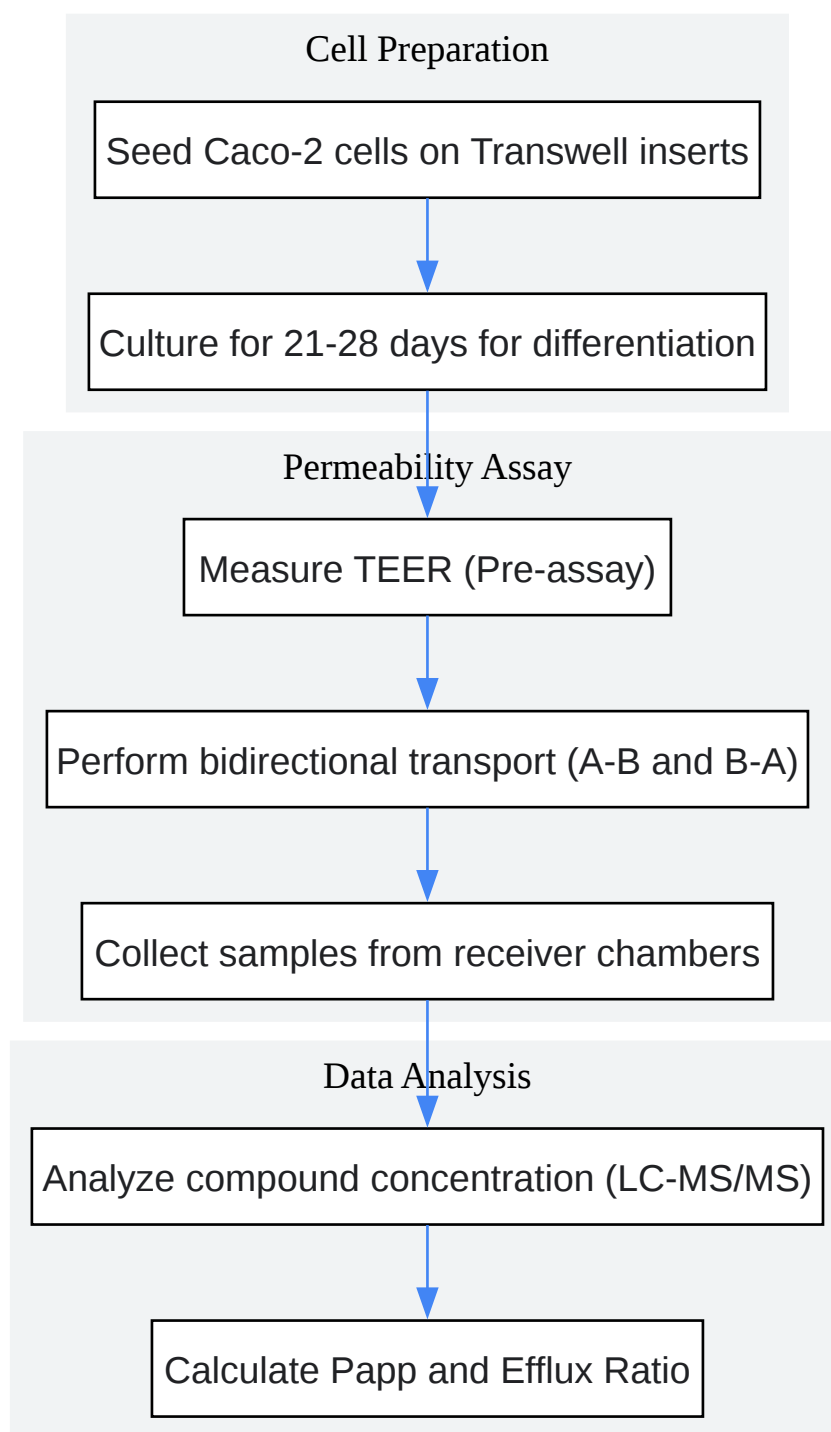 Cell Preparation
Seed Caco-2 cells on Transwell inserts
Culture for 21-28 days for differentiation
Permeability Assay
Measure TEER (Pre-assay)
Perform bidirectional transport (A-B and B-A)
Collect samples from receiver chambers
Data Analysis
Analyze compound concentration (LC-MS/MS)
Calculate Papp and Efflux Ratio